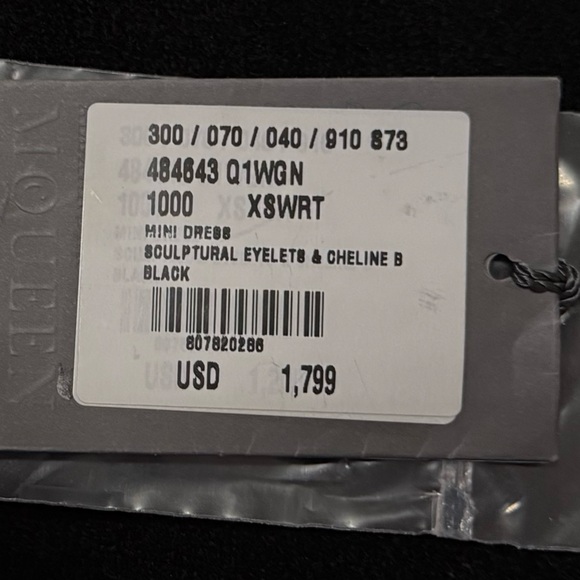 McQUEEN
300 / 070 / 040 / 910 S73
484643 Q1WGN
1000 XSWRT
MINI DRESS
SCULPTURAL EYELETS & CHELINE B
BLACK
807820286
USD 1,799